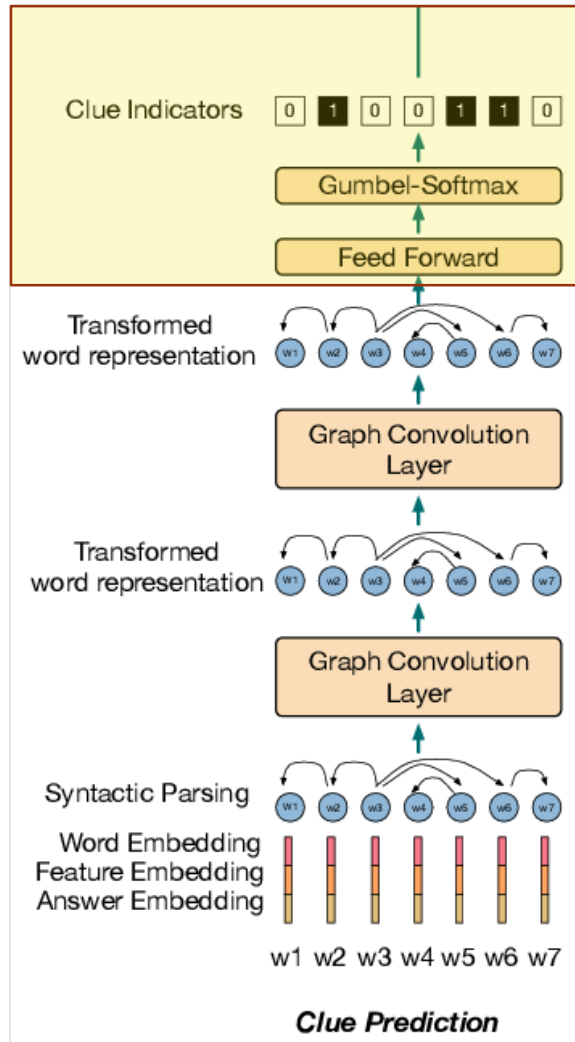 Clue Indicators 0 1 0 0 1 1 0
Gumbel-Softmax
Feed Forward
Transformed
word representation
w1 w2 w3 w4 w5 w6 w7
Graph Convolution
Layer
Transformed
word representation
w1 w2 w3 w4 w5 w6 w7
Graph Convolution
Layer
Syntactic Parsing
w1 w2 w3 w4 w5 w6 w7
Word Embedding
Feature Embedding
Answer Embedding
w1 w2 w3 w4 w5 w6 w7
Clue Prediction